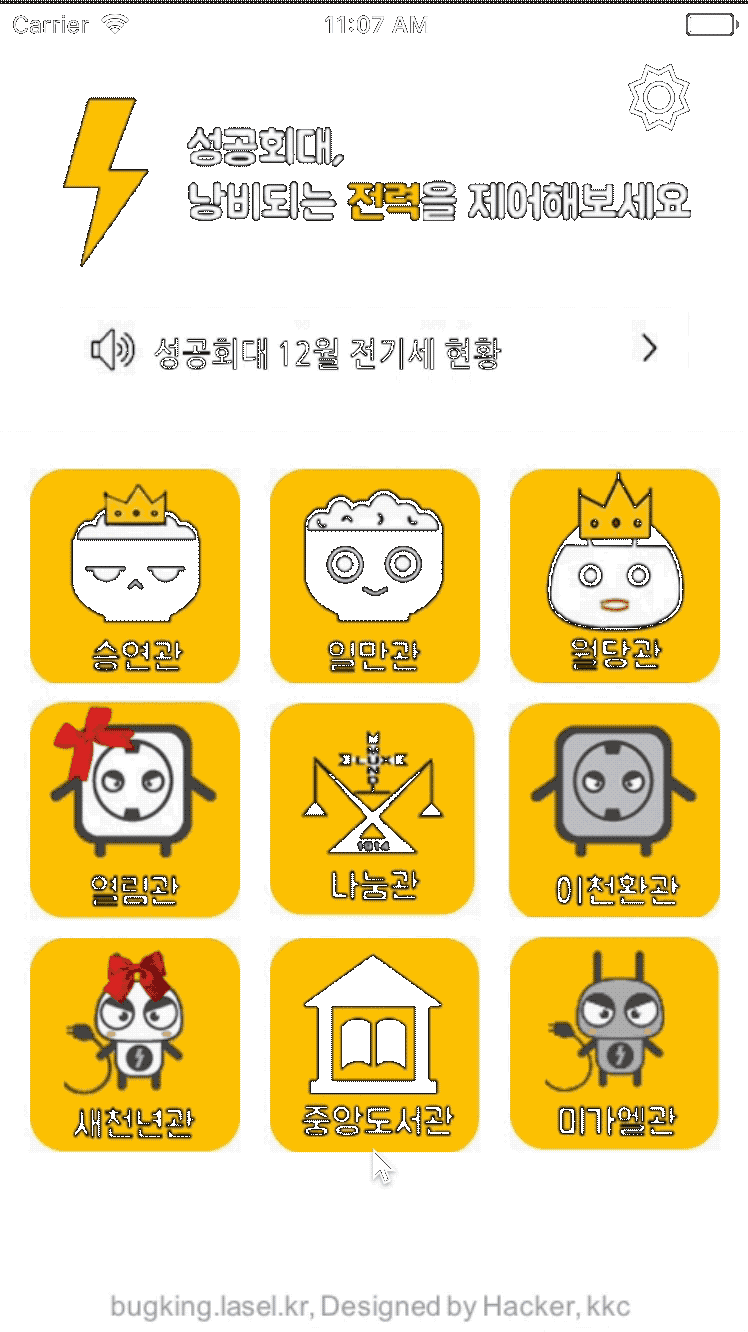 Carrier 11:07 AM
성공회대,
낭비되는 전력을 제어해보세요
성공회대 12월 전기세 현황
승연관 일만관 월당관
LUX MUNDI
1914
열림관 나눔관 이천환관
새천년관 중앙도서관 미가엘관
bugking.lasel.kr, Designed by Hacker, kkc